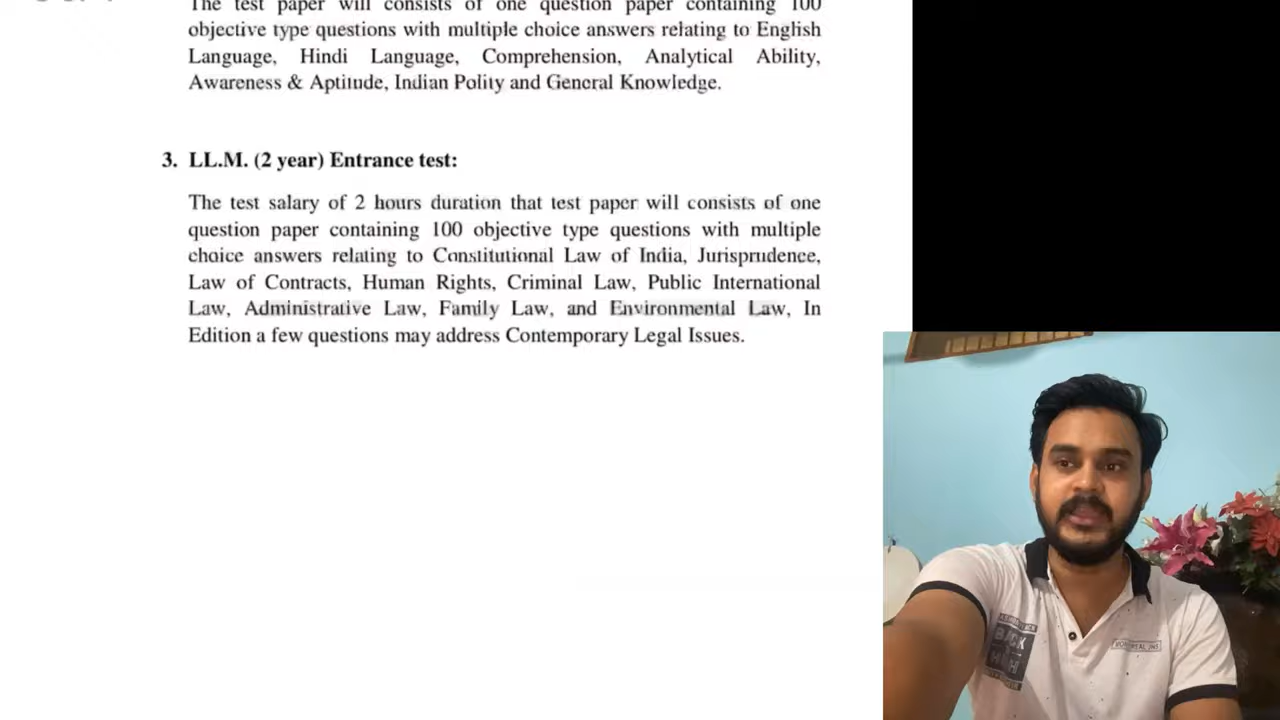 The test paper will consists of one question paper containing 100
objective type questions with multiple choice answers relating to English
Language, Hindi Language, Comprehension, Analytical Ability,
Awareness & Aptitude, Indian Polity and General Knowledge.
3. LL.M. (2 year) Entrance test:
The test salary of 2 hours duration that test paper will consists of one
question paper containing 100 objective type questions with multiple
choice answers relating to Constitutional Law of India, Jurisprudence,
Law of Contracts, Human Rights, Criminal Law, Public International
Law, Administrative Law, Family Law, and Environmental Law, In
Edition a few questions may address Contemporary Legal Issues.
BACK